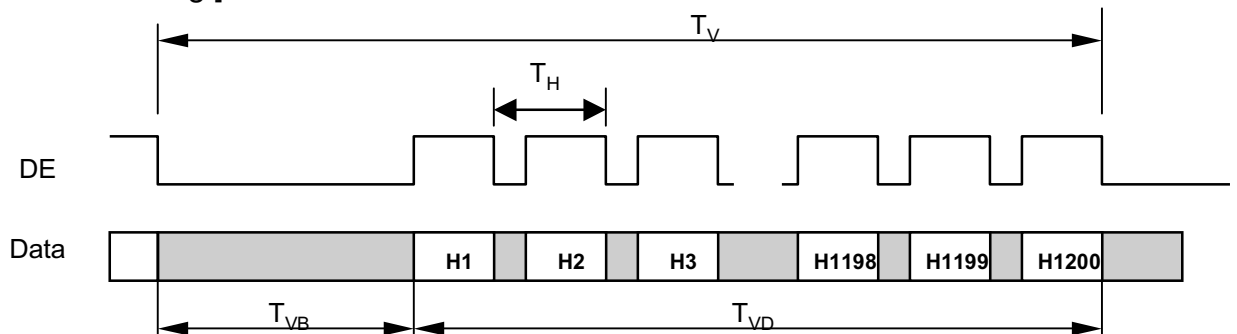 T_V
T_H
DE
Data
H1 H2 H3 H1198 H1199 H1200
T_VB T_VD